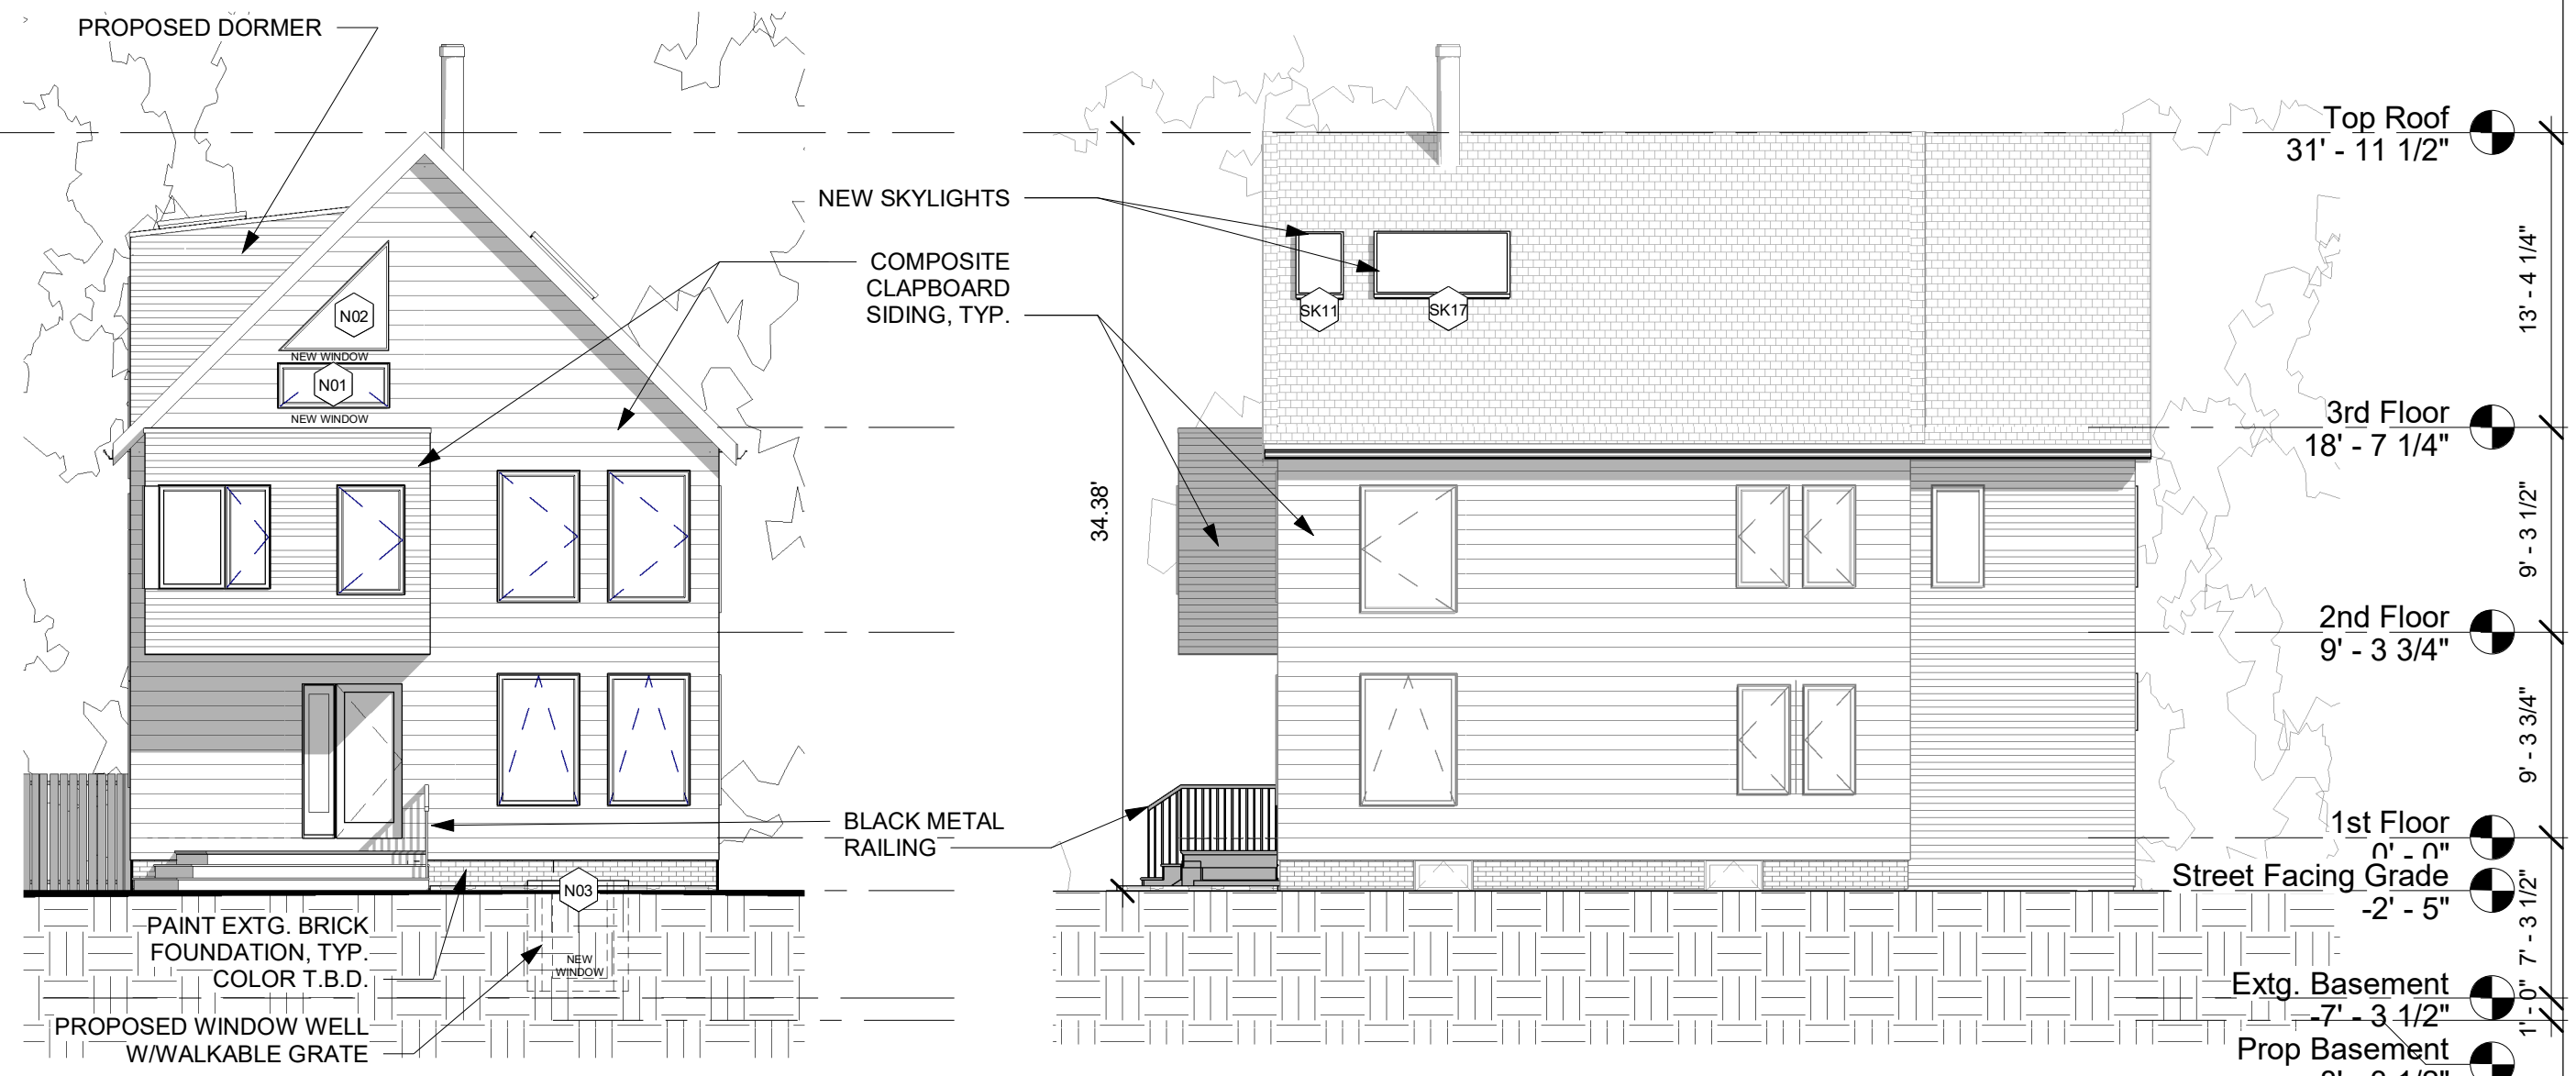 PROPOSED DORMER
NEW SKYLIGHTS
COMPOSITE
CLAPBOARD
SIDING, TYP.
N02
NEW WINDOW
N01
NEW WINDOW
SK11
SK17
34.38'
BLACK METAL
RAILING
N03
NEW
WINDOW
PAINT EXTG. BRICK
FOUNDATION, TYP.
COLOR T.B.D.
PROPOSED WINDOW WELL
W/WALKABLE GRATE
Top Roof
31' - 11 1/2"
13' - 4 1/4"
3rd Floor
18' - 7 1/4"
9' - 3 1/2"
2nd Floor
9' - 3 3/4"
9' - 3 3/4"
1st Floor
0' - 0"
Street Facing Grade
-2' - 5"
7' - 3 1/2"
Extg. Basement
-7' - 3 1/2"
1' - 0"
Prop Basement